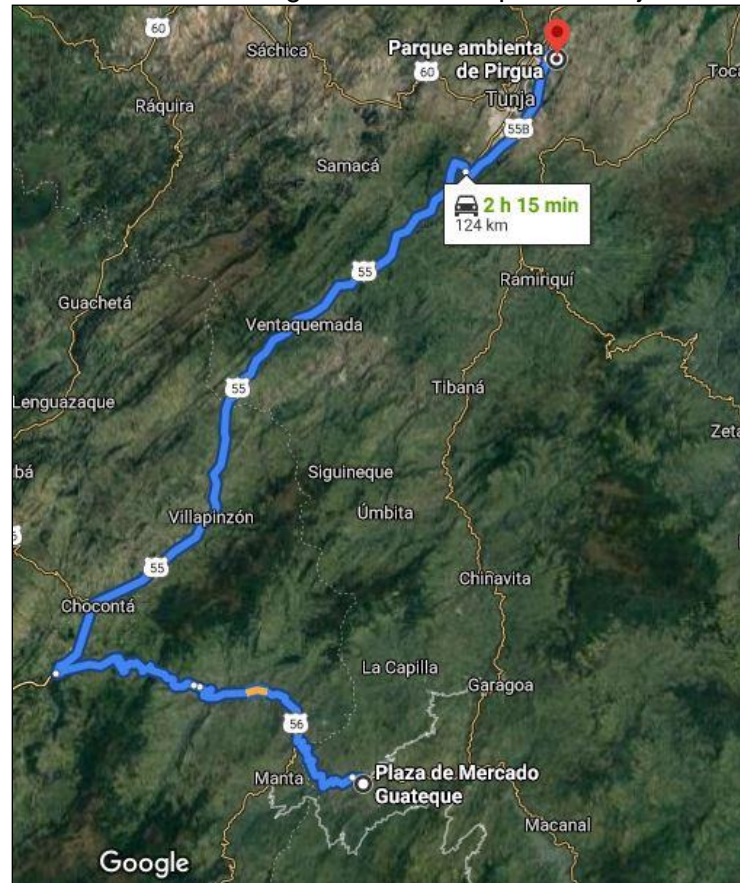 60
Sáchica
Parque ambienta
de Pirgua
60
Toca
Tunja
Ráquira
55B
Samacá
2 h 15 min
124 km
55
Ramiriquí
Guachetá
Ventaquemada
55
Tibaná
Lenguazaque
Zeta
bá
Siguineque
Villapinzón
Úmbita
55
Chinavita
Chocontá
La Capilla
Garagoa
56
Manta
Plaza de Mercado
Guateque
Macanal
Google